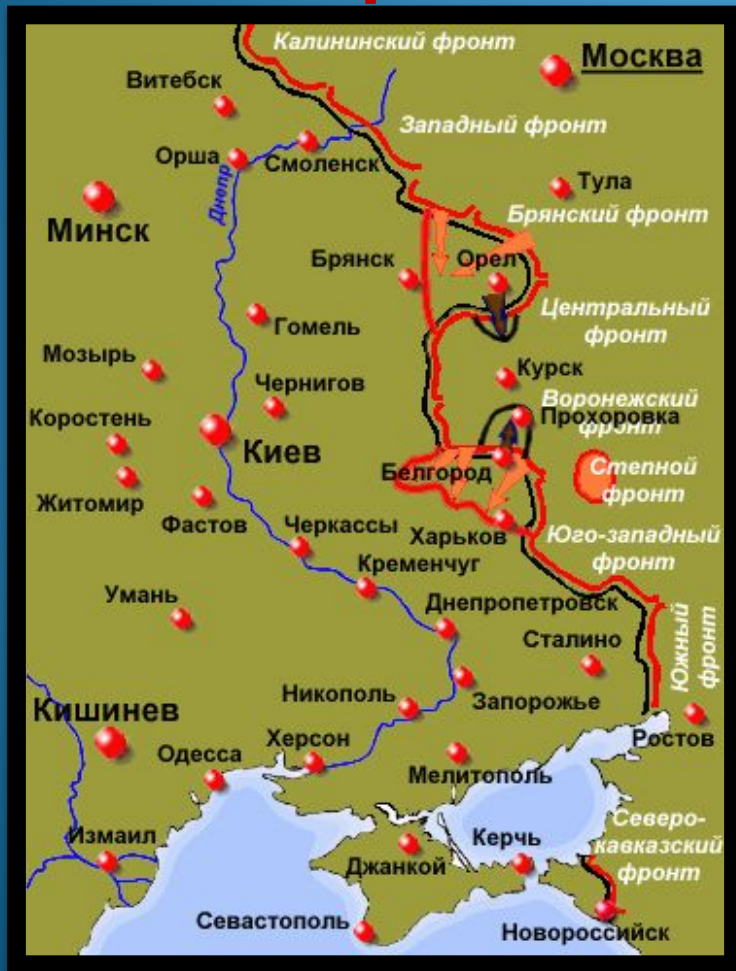 Калининский фронт
Москва
Витебск
Западный фронт
Орша
Смоленск
Днепр
Тула
Минск
Брянский фронт
Брянск
Орел
Центральный
фронт
Гомель
Мозырь
Курск
Чернигов
Воронежский
фронт
Прохоровка
Коростень
Киев
Белгород
Степной
фронт
Житомир
Фастов
Черкассы
Харьков
Юго-западный
фронт
Кременчуг
Умань
Днепропетровск
Сталино
Южный
фронт
Никополь
Запорожье
Кишинев
Херсон
Ростов
Одесса
Мелитополь
Измаил
Керчь
Северо-
кавказский
фронт
Джанкой
Севастополь
Новороссийск